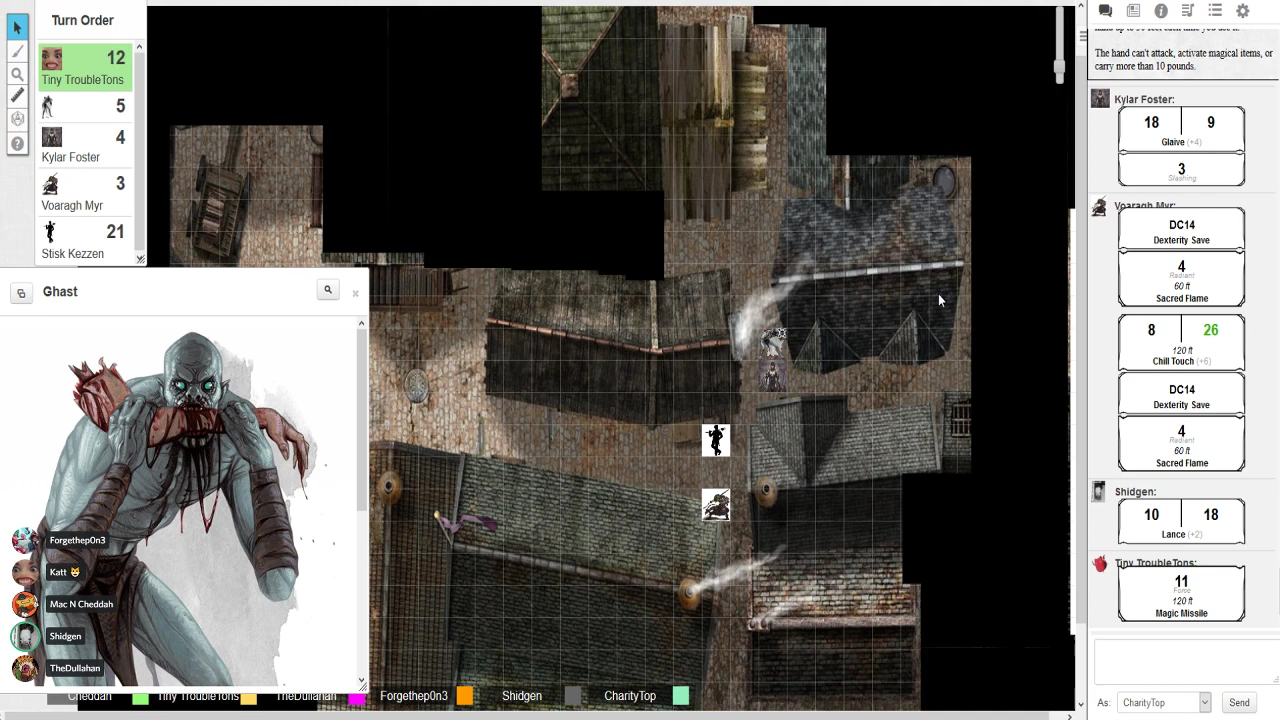 Turn Order
12
Tiny TroubleTons
5
4
Kylar Foster
3
Voaragh Myr
21
Stisk Kezzen
Ghast
Forgethep0n3
Katt
Mac N Cheddah
Shidgen
TheDullahan
Cheddah
Tiny TroubleTons
TheDullahan
Forgethep0n3
Shidgen
CharityTop
The hand can't attack, activate magical items, or
carry more than 10 pounds.
Kylar Foster:
18 9
Glaive (+4)
3
Slashing
Voaragh Myr:
DC14
Dexterity Save
4
Radiant
60 ft
Sacred Flame
8 26
120 ft
Chill Touch (+6)
DC14
Dexterity Save
4
Radiant
60 ft
Sacred Flame
Shidgen:
10 18
Lance (+2)
Tiny TroubleTons:
11
Force
120 ft
Magic Missile
As: CharityTop Send